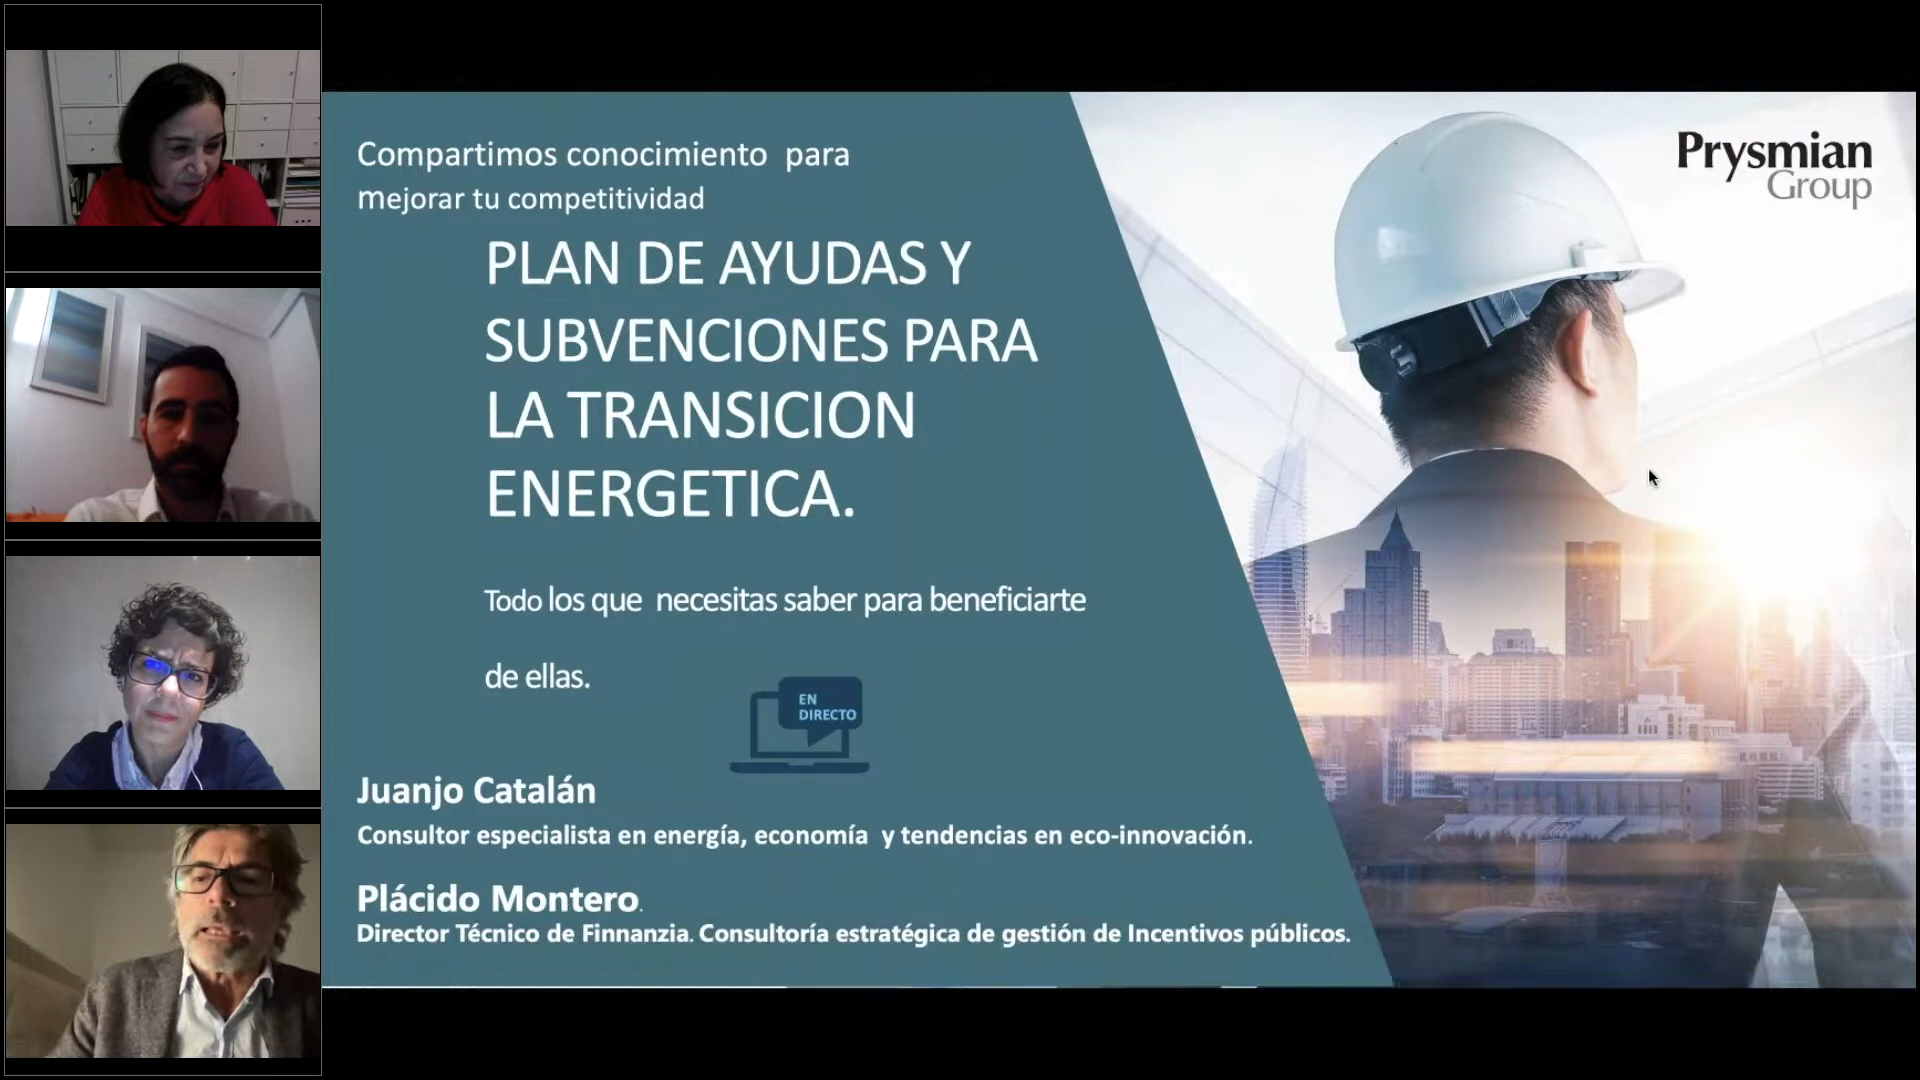 Compartimos conocimiento para
mejorar tu competitividad
PLAN DE AYUDAS Y
SUBVENCIONES PARA
LA TRANSICION
ENERGETICA.
Todo los que necesitas saber para beneficiarte
de ellas.
EN
DIRECTO
Juanjo Catalán
Consultor especialista en energía, economía y tendencias en eco-innovación.
Plácido Montero.
Director Técnico de Finnanzia. Consultoría estratégica de gestión de Incentivos públicos.
Prysmian
Group